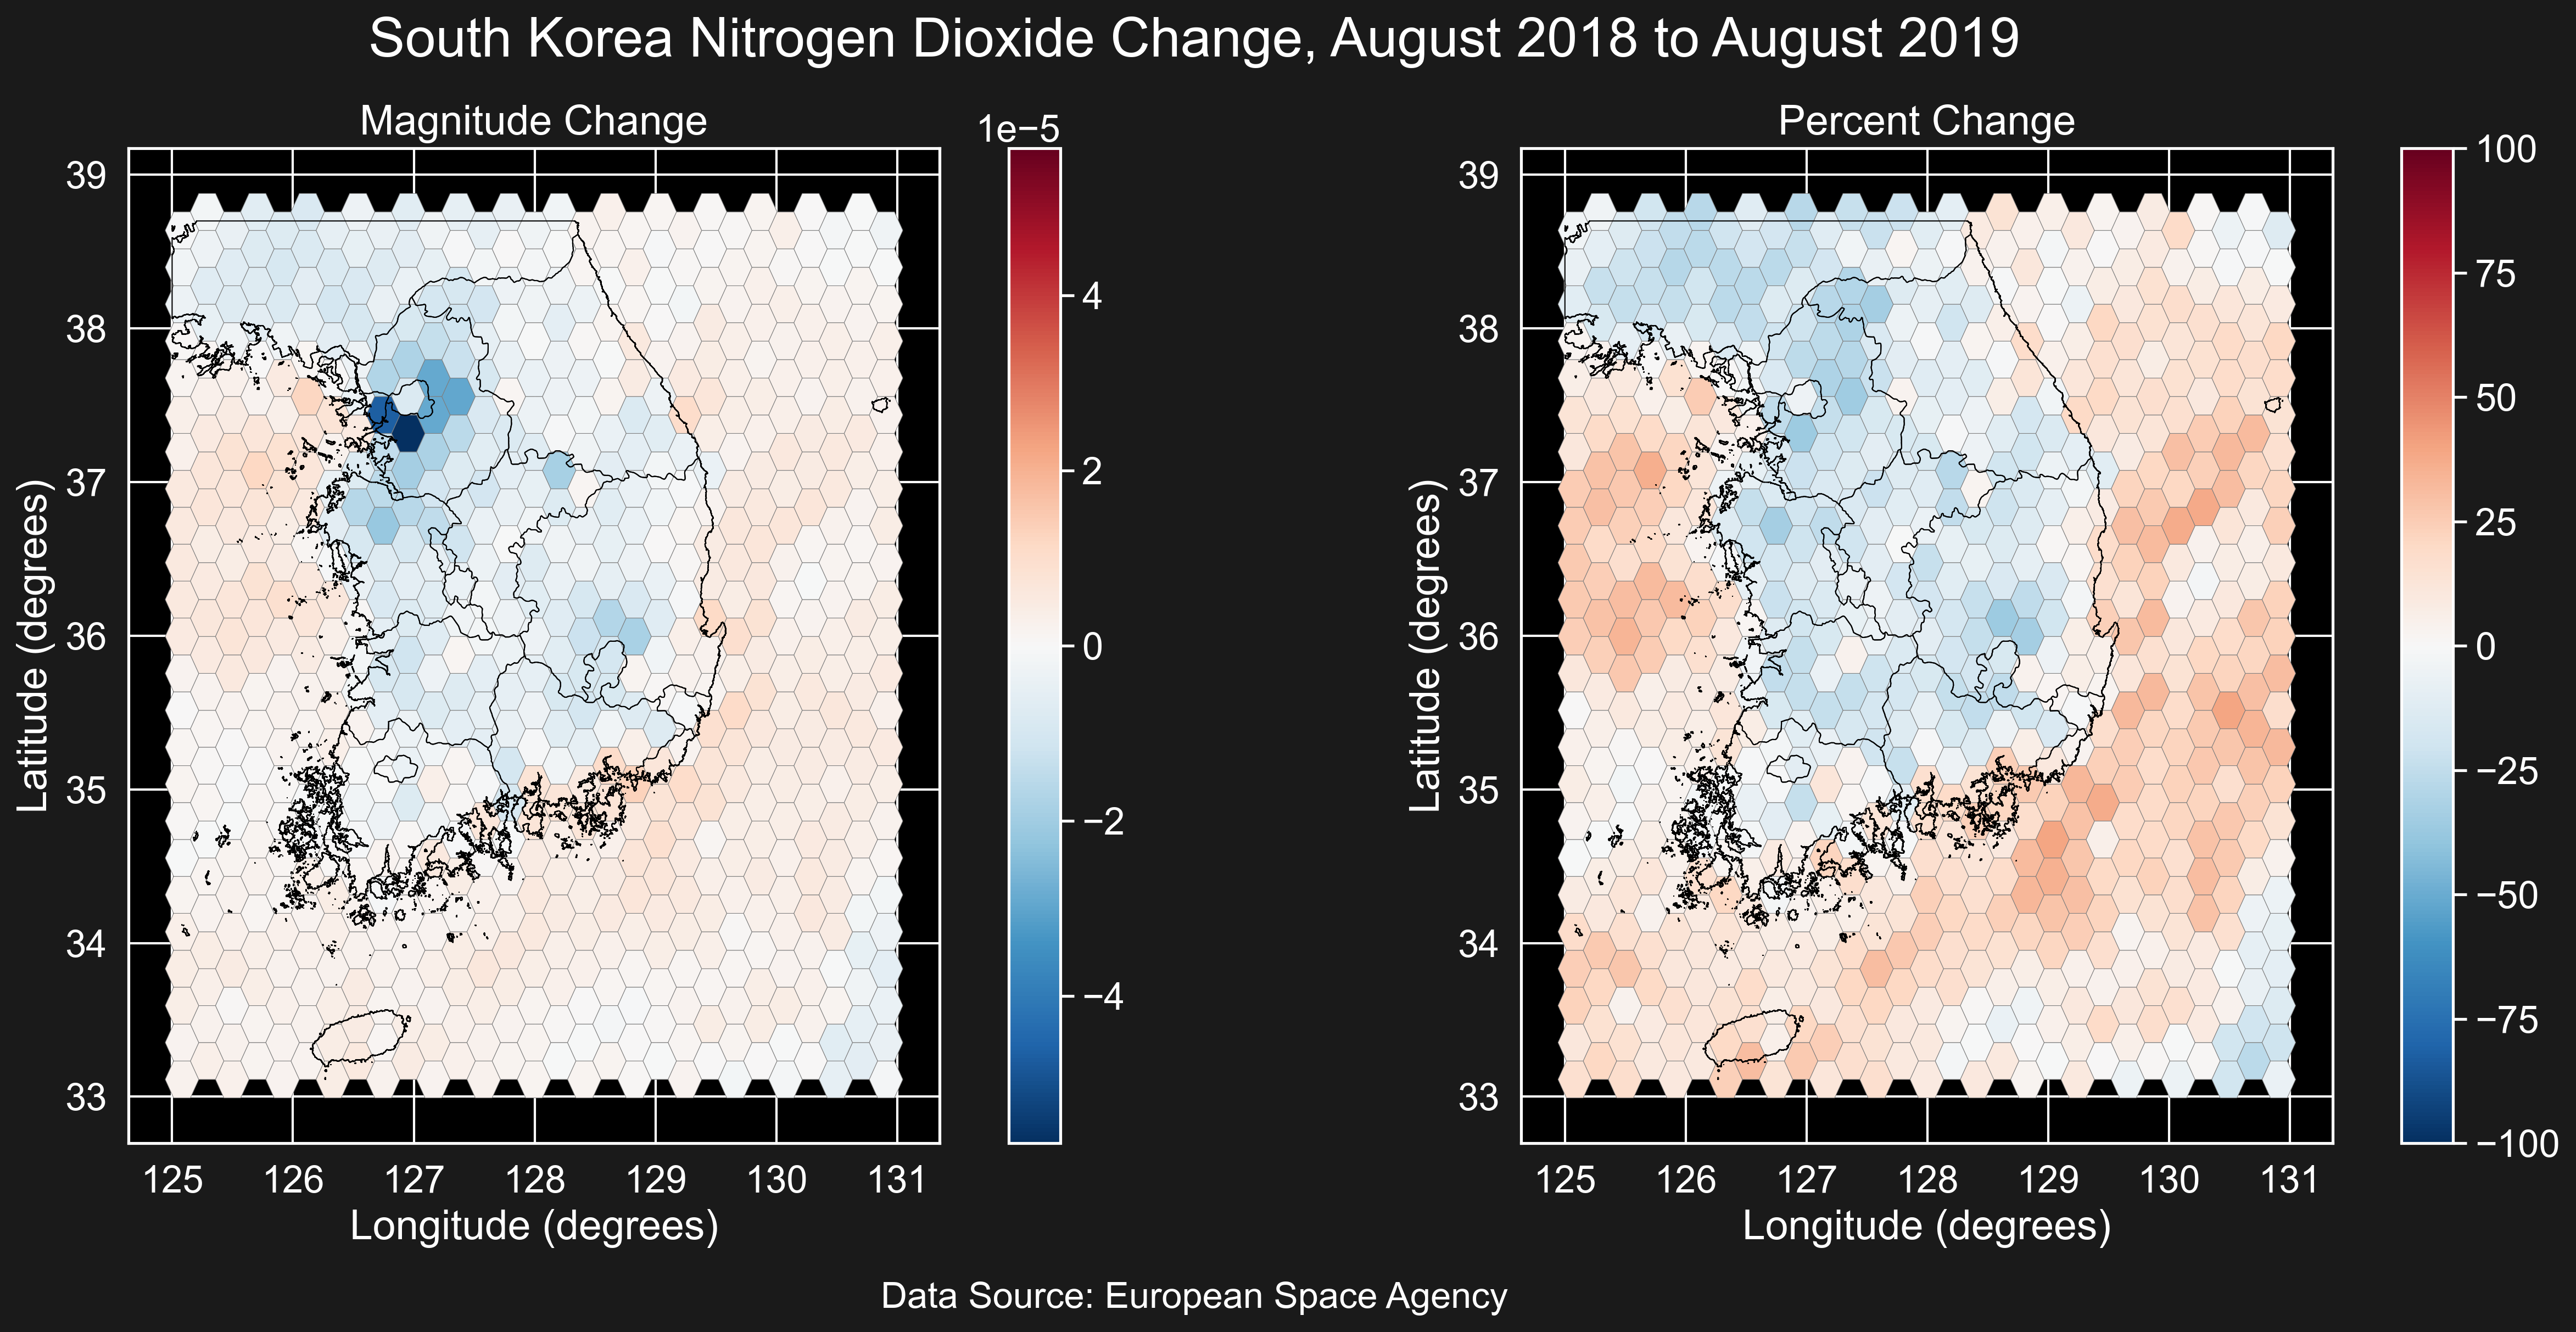 South Korea Nitrogen Dioxide Change, August 2018 to August 2019
Magnitude Change
1e−5
39
38
37
36
35
34
33
Latitude (degrees)
125 126 127 128 129 130 131
Longitude (degrees)
4
2
0
−2
−4
Percent Change
39
38
37
36
35
34
33
Latitude (degrees)
125 126 127 128 129 130 131
Longitude (degrees)
100
75
50
25
0
−25
−50
−75
−100
Data Source: European Space Agency